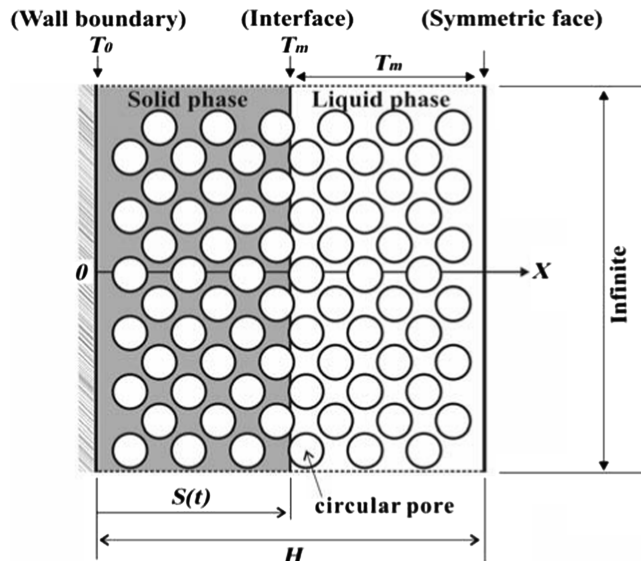 (Wall boundary) (Interface) (Symmetric face)
T₀ Tₘ
Tₘ
Solid phase Liquid phase
0 X
Infinite
S(t)
circular pore
H